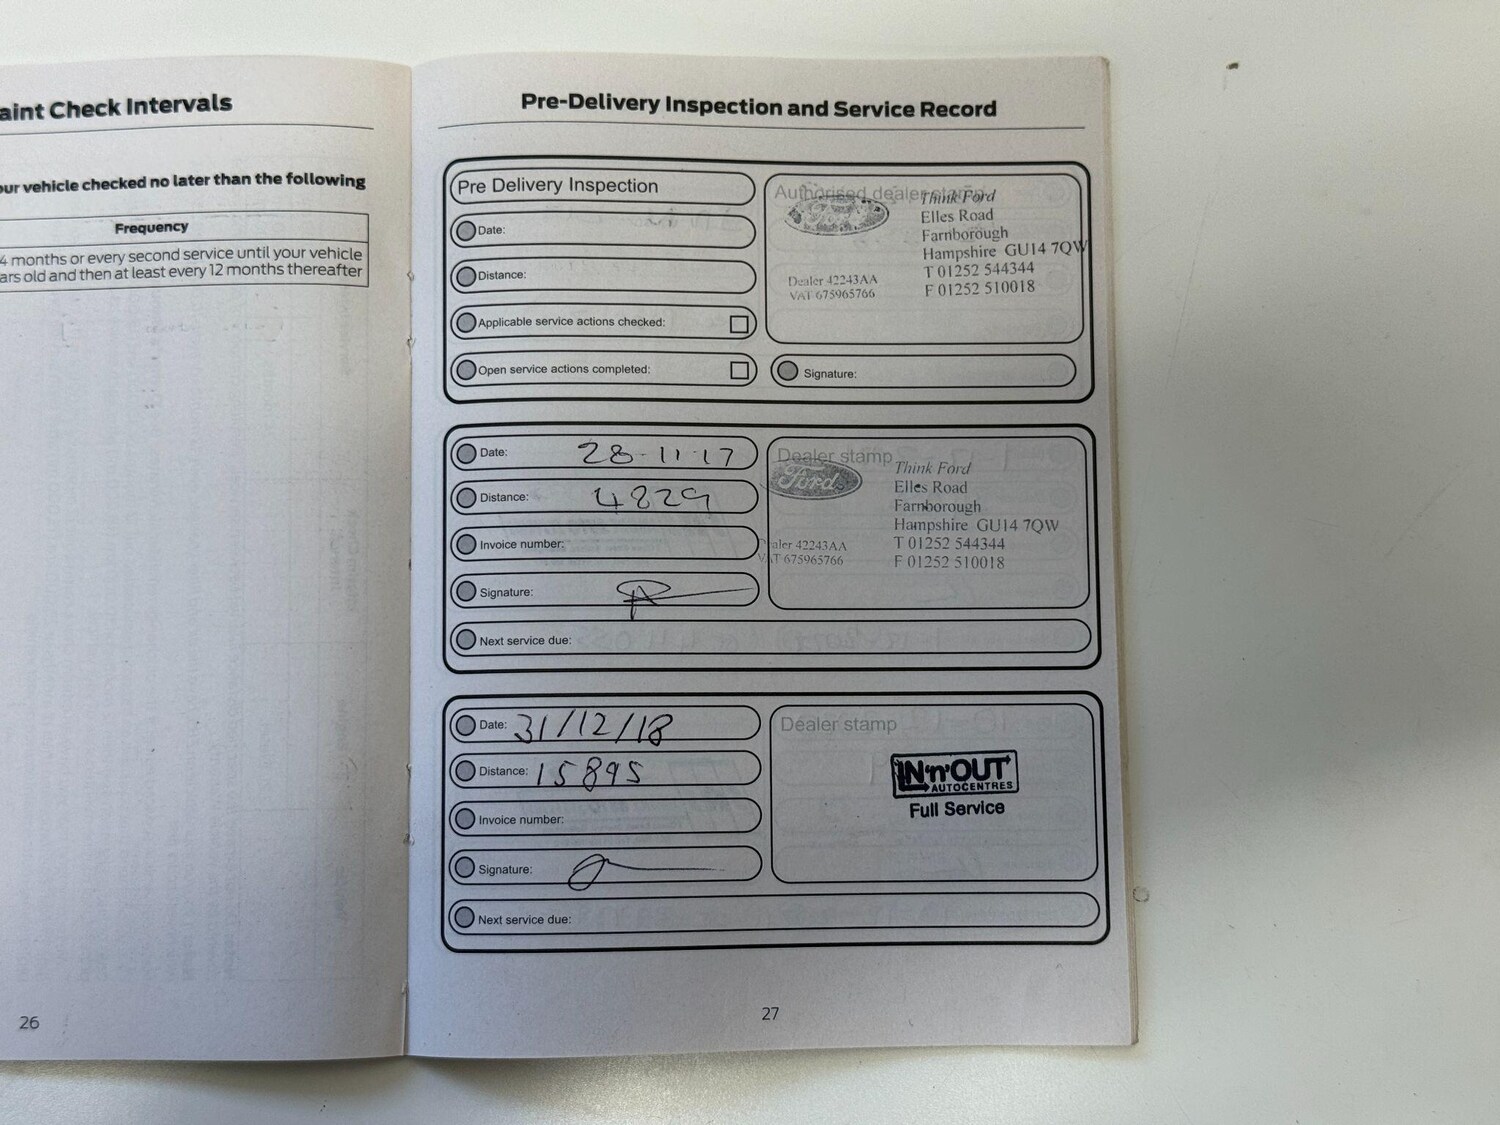 aint Check Intervals
our vehicle checked no later than the following
Frequency
4 months or every second service until your vehicle
ars old and then at least every 12 months thereafter
26
Pre-Delivery Inspection and Service Record
Pre Delivery Inspection
Date:
Distance:
Applicable service actions checked:
Open service actions completed:
Authorised dealer stamp
Ford
Think Ford
Elles Road
Farnborough
Hampshire GU14 7QW
T 01252 544344
F 01252 510018
Dealer 42243AA
VAT 675965766
Signature:
Date: 28-11-17
Distance: 4829
Invoice number:
Signature:
Next service due:
Dealer stamp
Ford
Think Ford
Elles Road
Farnborough
Hampshire GU14 7QW
T 01252 544344
F 01252 510018
aler 42243AA
VAT 675965766
Date: 31/12/18
Distance: 15895
Invoice number:
Signature:
Next service due:
Dealer stamp
IN'n'OUT
AUTOCENTRES
Full Service
27